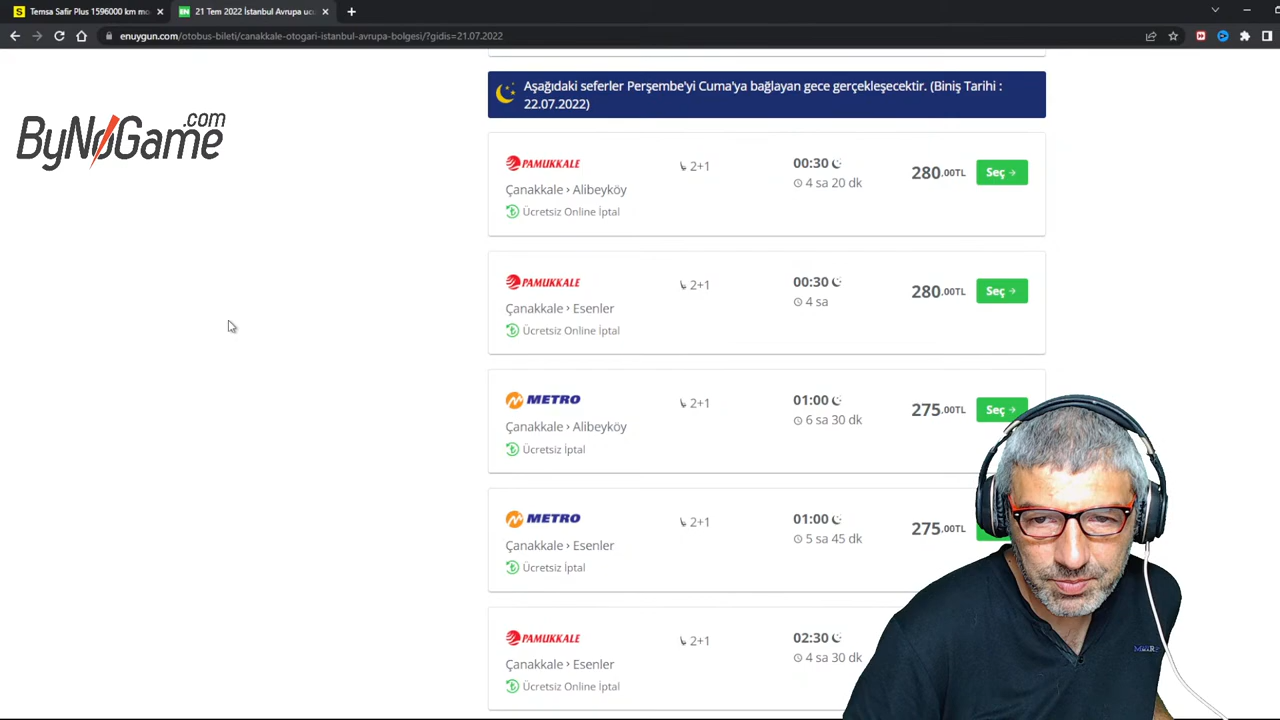 Temsa Safir Plus 1596000 km mo
21 Tem 2022 İstanbul Avrupa uc
enuygun.com/otobus-bileti/canakkale-otogari-istanbul-avrupa-bolgesi/?gidis=21.07.2022
ByNoGame.com
Aşağıdaki seferler Perşembe'yi Cuma'ya bağlayan gece gerçekleşecektir. (Biniş Tarihi :
22.07.2022)
PAMUKKALE 2+1 00:30 280.00TL Seç →
Çanakkale › Alibeyköy 4 sa 20 dk
Ücretsiz Online İptal
PAMUKKALE 2+1 00:30 280.00TL Seç →
Çanakkale › Esenler 4 sa
Ücretsiz Online İptal
METRO 2+1 01:00 275.00TL Seç →
Çanakkale › Alibeyköy 6 sa 30 dk
Ücretsiz İptal
METRO 2+1 01:00 275.00TL
Çanakkale › Esenler 5 sa 45 dk
Ücretsiz İptal
PAMUKKALE 2+1 02:30
Çanakkale › Esenler 4 sa 30 dk
Ücretsiz Online İptal